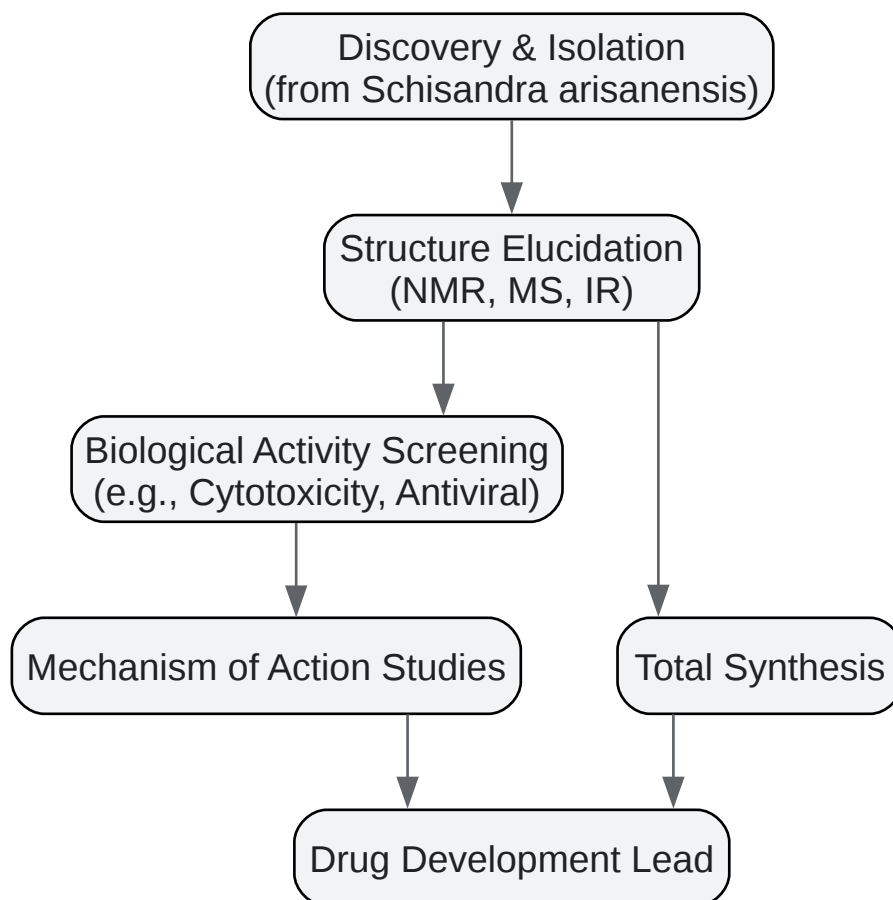 Discovery & Isolation
(from Schisandra arisanensis)
Structure Elucidation
(NMR, MS, IR)
Biological Activity Screening
(e.g., Cytotoxicity, Antiviral)
Mechanism of Action Studies
Total Synthesis
Drug Development Lead